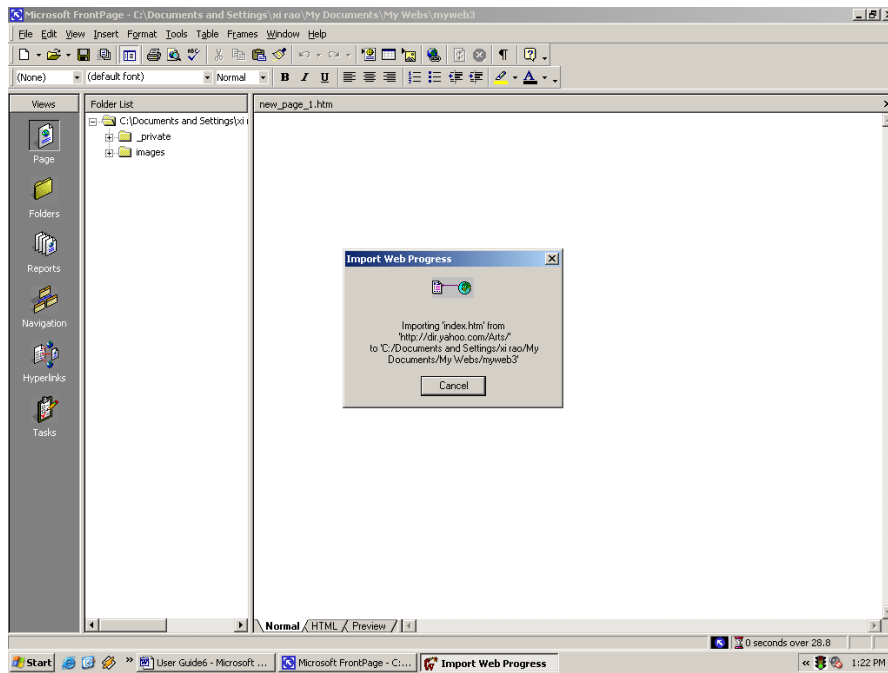 Microsoft FrontPage - C:\Documents and Settings\xi rao\My Documents\My Webs\myweb3
File Edit View Insert Format Tools Table Frames Window Help
(None) (default font) Normal B I U A
Views
Folder List
new_page_1.htm
C:\Documents and Settings\xi r
_private
images
Page
Folders
Reports
Navigation
Hyperlinks
Tasks
Import Web Progress
Importing 'index.htm' from
'http://dir.yahoo.com/Arts/'
to 'C:/Documents and Settings/xi rao/My
Documents/My Webs/myweb3'
Cancel
Normal HTML Preview
0 seconds over 28.8
Start User Guide6 - Microsoft ... Microsoft FrontPage - C:... Import Web Progress 1:22 PM